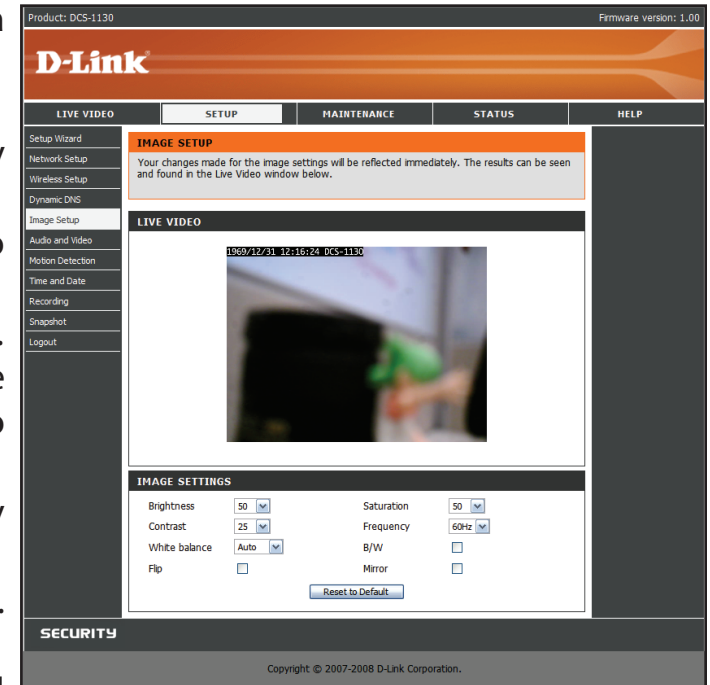 Product: DCS-1130 Firmware version: 1.00
D-Link
LIVE VIDEO SETUP MAINTENANCE STATUS HELP
Setup Wizard
Network Setup
Wireless Setup
Dynamic DNS
Image Setup
Audio and Video
Motion Detection
Time and Date
Recording
Snapshot
Logout
IMAGE SETUP
Your changes made for the image settings will be reflected immediately. The results can be seen
and found in the Live Video window below.
LIVE VIDEO
1969/12/31 12:16:24 DCS-1130
IMAGE SETTINGS
Brightness 50 Saturation 50
Contrast 25 Frequency 60Hz
White balance Auto B/W
Flip Mirror
Reset to Default
SECURITY
Copyright © 2007-2008 D-Link Corporation.